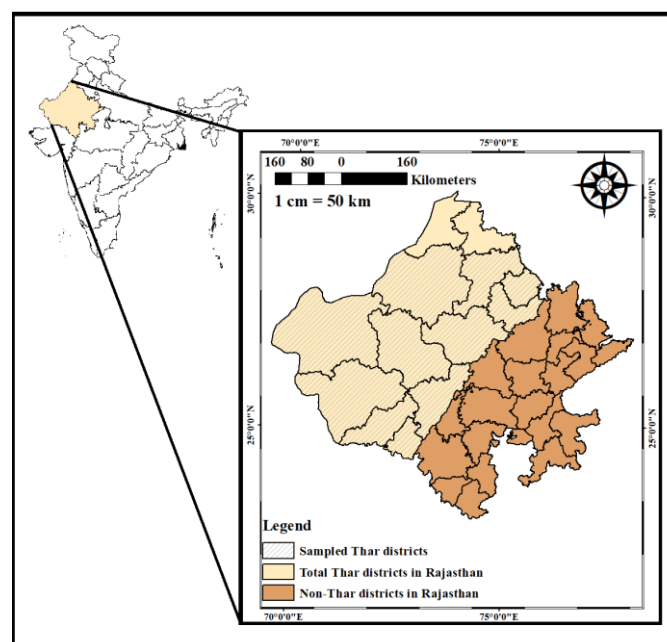 70°0'0"E 75°0'0"E
160 80 0 160
Kilometers
1 cm = 50 km
30°0'0"N 30°0'0"N
25°0'0"N 25°0'0"N
Legend
Sampled Thar districts
Total Thar districts in Rajasthan
Non-Thar districts in Rajasthan
70°0'0"E 75°0'0"E